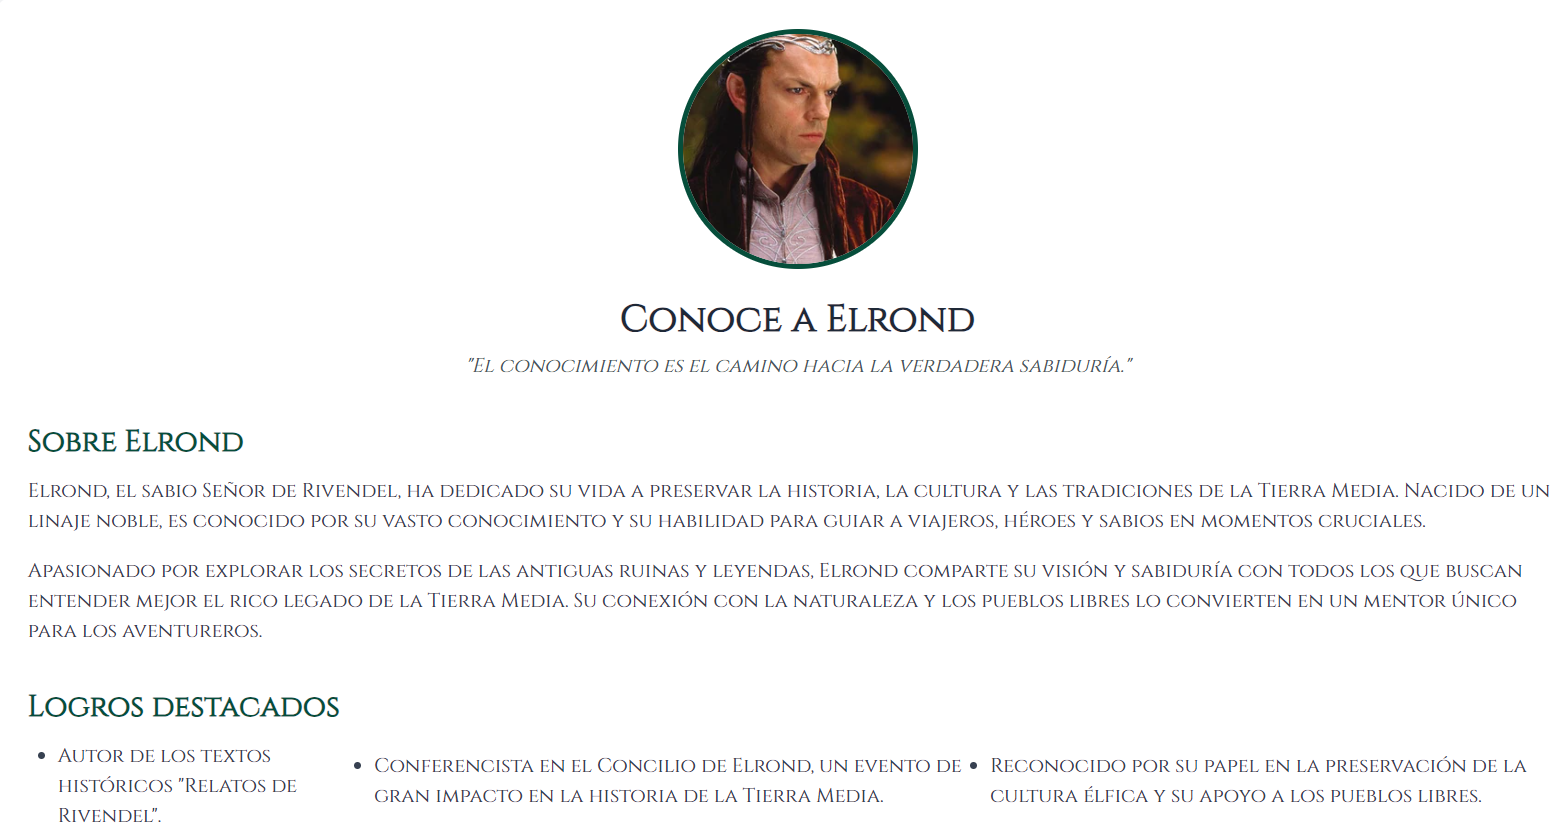 Conoce a Elrond
"El conocimiento es el camino hacia la verdadera sabiduría."
Sobre Elrond
Elrond, el sabio Señor de Rivendel, ha dedicado su vida a preservar la historia, la cultura y las tradiciones de la Tierra Media. Nacido de un
linaje noble, es conocido por su vasto conocimiento y su habilidad para guiar a viajeros, héroes y sabios en momentos cruciales.
Apasionado por explorar los secretos de las antiguas ruinas y leyendas, Elrond comparte su visión y sabiduría con todos los que buscan
entender mejor el rico legado de la Tierra Media. Su conexión con la naturaleza y los pueblos libres lo convierten en un mentor único
para los aventureros.
Logros destacados
• Autor de los textos
históricos "Relatos de
Rivendel".
• Conferencista en el Concilio de Elrond, un evento de
gran impacto en la historia de la Tierra Media.
• Reconocido por su papel en la preservación de la
cultura élfica y su apoyo a los pueblos libres.